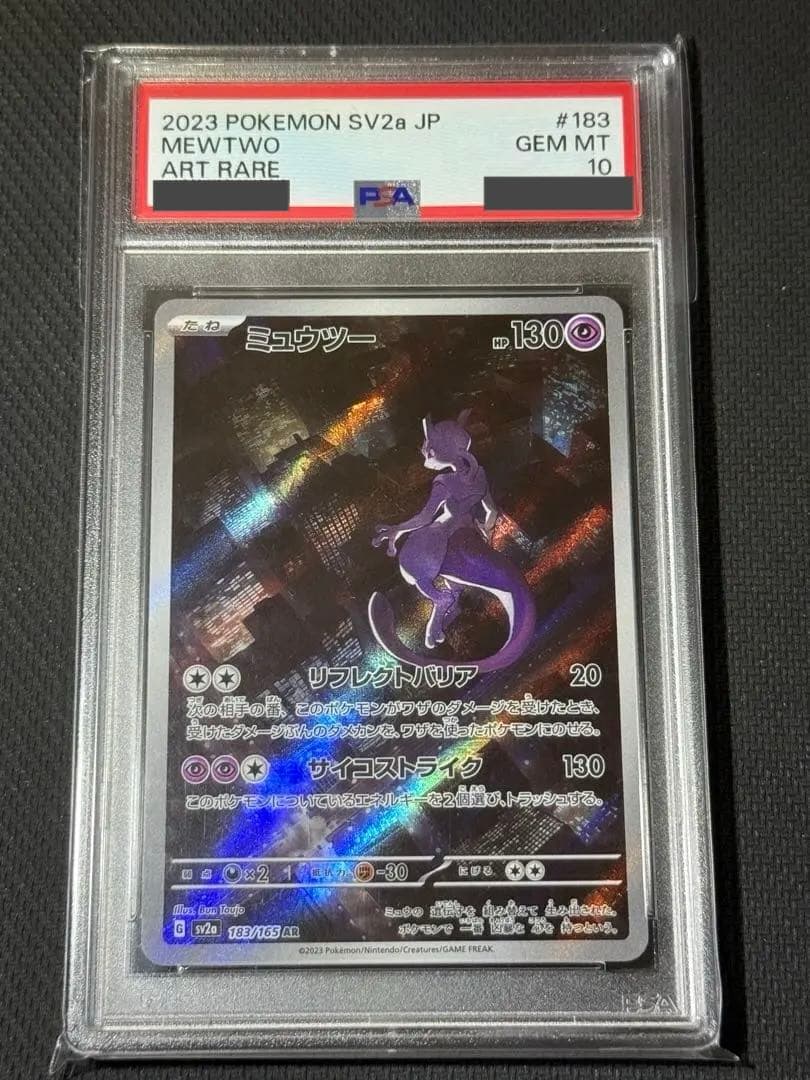 2023 POKEMON SV2a JP #183
MEWTWO GEM MT
ART RARE 10
PSA
たね ミュウツー HP130
リフレクトバリア 20
次の相手の番、このポケモンがワザのダメージを受けたとき、
受けたダメージぶんのダメカンを、ワザを使ったポケモンにのせる。
サイコストライク 130
このポケモンについているエネルギーを2個選び、トラッシュする。
弱点 ×2 抵抗力 -30 にげる
Illus. Bun Toujo
ミュウの 遺伝子を 組み替えて 生み出された。
ポケモンで 一番 凶暴な 心を 持つという。
G sv2a 183/165 AR
©2023 Pokémon/Nintendo/Creatures/GAME FREAK.
PSA